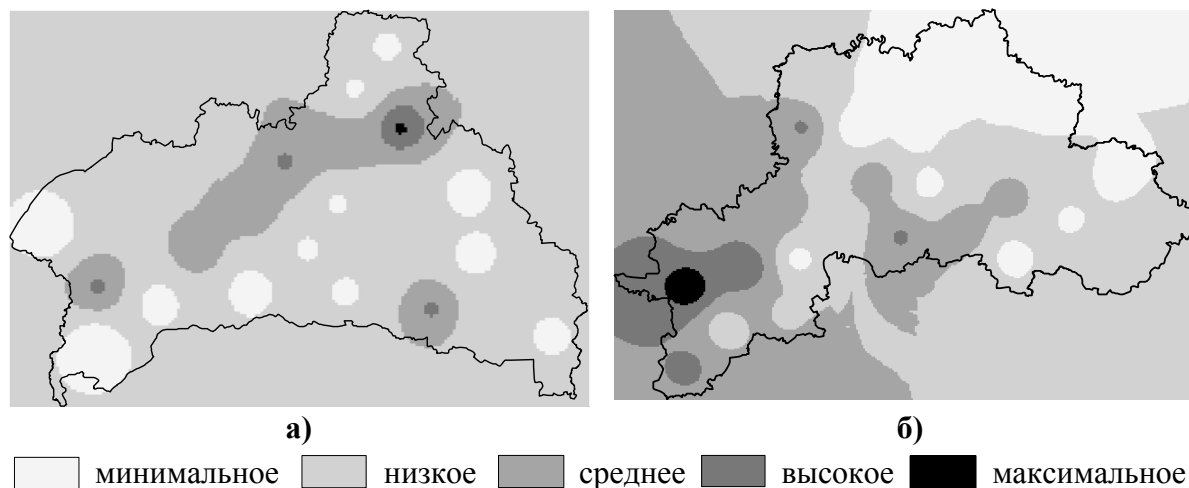 а) б)
минимальное низкое среднее высокое максимальное